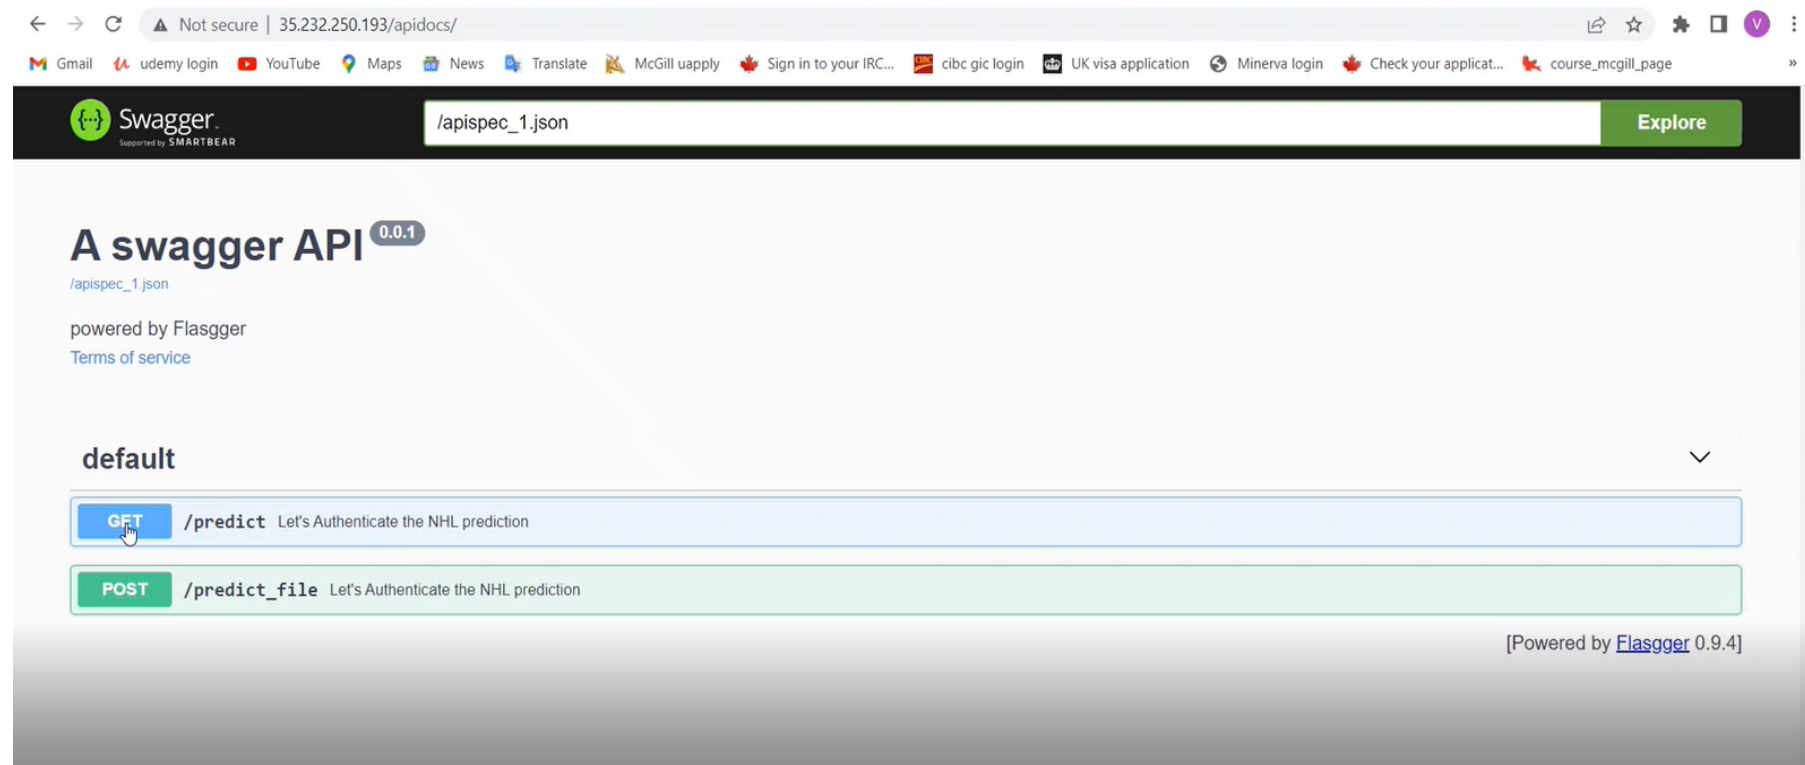 Not secure | 35.232.250.193/apidocs/
V
Gmail udemy login YouTube Maps News Translate McGill uapply Sign in to your IRC... cibc gic login UK visa application Minerva login Check your applicat... course_mcgill_page »
{···} Swagger
Supported by SMARTBEAR
/apispec_1.json
Explore
A swagger API 0.0.1
/apispec_1.json
powered by Flasgger
Terms of service
default
GET /predict Let's Authenticate the NHL prediction
POST /predict_file Let's Authenticate the NHL prediction
[Powered by Flasgger 0.9.4]